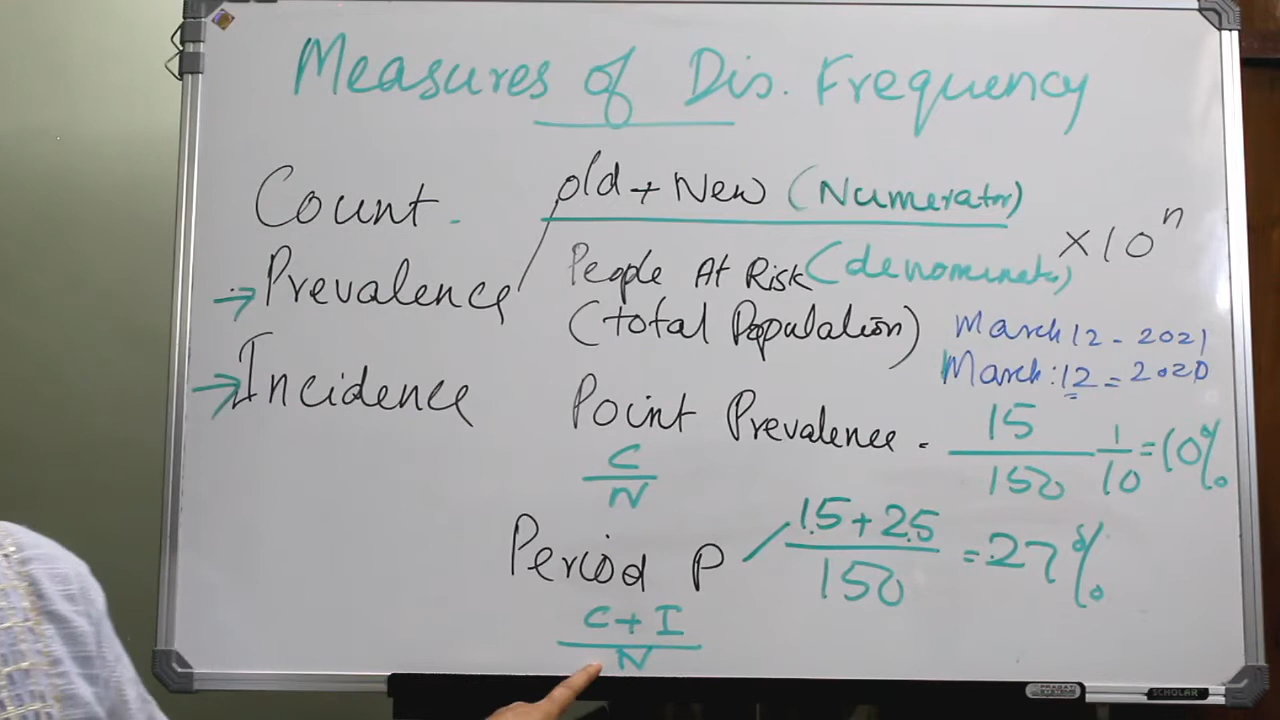 Measures of Dis. Frequency
Count -
old + New (Numerator)
People At Risk (denominator)
×10ⁿ
(total Population)
→ Prevalence
→ Incidence
March 12 - 2021
March: 12 = 2020
Point Prevalence - 15/150 1/10 = 10%
C/N
Period P 15+25/150 = 27%
C+I/N
SCHOLAR